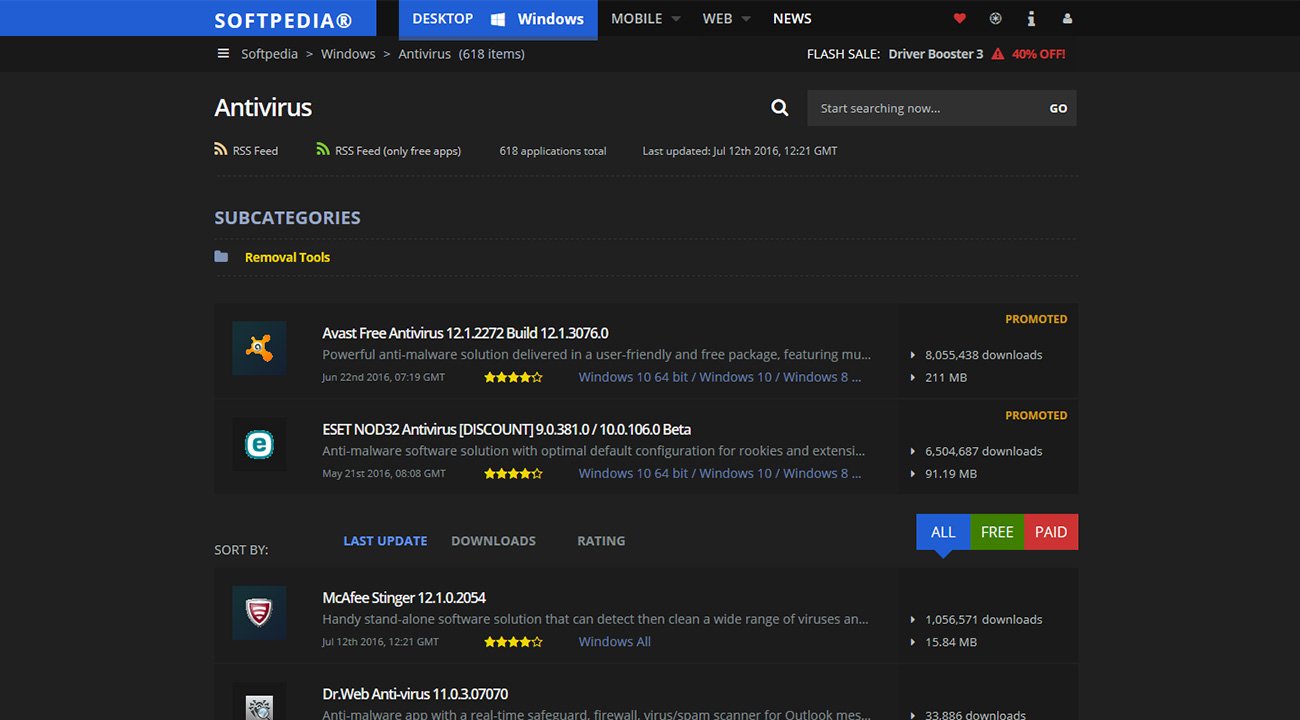 SOFTPEDIA®
DESKTOP Windows MOBILE WEB NEWS
Softpedia > Windows > Antivirus (618 items)
FLASH SALE: Driver Booster 3 40% OFF!
Antivirus
Start searching now... GO
RSS Feed RSS Feed (only free apps) 618 applications total Last updated: Jul 12th 2016, 12:21 GMT
SUBCATEGORIES
Removal Tools
PROMOTED
Avast Free Antivirus 12.1.2272 Build 12.1.3076.0
Powerful anti-malware solution delivered in a user-friendly and free package, featuring mu...
8,055,438 downloads
Jun 22nd 2016, 07:19 GMT Windows 10 64 bit / Windows 10 / Windows 8 ...
211 MB
PROMOTED
ESET NOD32 Antivirus [DISCOUNT] 9.0.381.0 / 10.0.106.0 Beta
Anti-malware software solution with optimal default configuration for rookies and extensi...
6,504,687 downloads
May 21st 2016, 08:08 GMT Windows 10 64 bit / Windows 10 / Windows 8 ...
91.19 MB
SORT BY: LAST UPDATE DOWNLOADS RATING
ALL FREE PAID
McAfee Stinger 12.1.0.2054
Handy stand-alone software solution that can detect then clean a wide range of viruses an...
1,056,571 downloads
Jul 12th 2016, 12:21 GMT Windows All
15.84 MB
Dr.Web Anti-virus 11.0.3.07070
Anti-malware app with a real-time safeguard, firewall, virus/spam scanner for Outlook mes...
33,886 downloads